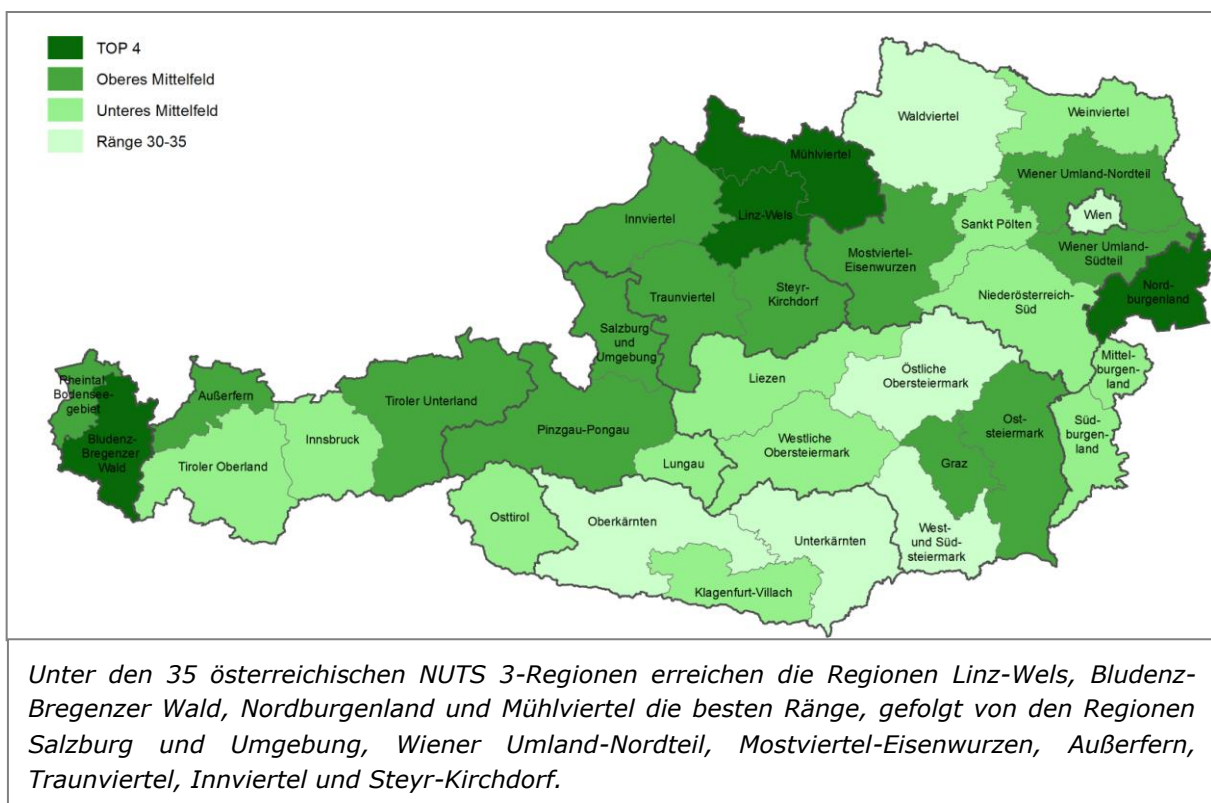 TOP 4
Oberes Mittelfeld
Unteres Mittelfeld
Ränge 30-35
Waldviertel
Weinviertel
Mühlviertel
Wiener Umland-Nordteil
Linz-Wels
Innviertel
Wien
Sankt Pölten
Mostviertel-
Eisenwurzen
Wiener Umland-
Südteil
Nord-
burgenland
Traunviertel
Steyr-
Kirchdorf
Niederösterreich-
Süd
Salzburg
und
Umgebung
Mittel-
burgen-
land
Liezen
Östliche
Obersteiermark
Rheintal-
Bodensee-
gebiet
Außerfern
Tiroler Unterland
Pinzgau-Pongau
Ost-
steiermark
Süd-
burgen-
land
Bludenz-
Bregenzer
Wald
Innsbruck
Tiroler Oberland
Westliche
Obersteiermark
Lungau
Graz
Osttirol
Oberkärnten
Unterkärnten
West-
und Süd-
steiermark
Klagenfurt-Villach
Unter den 35 österreichischen NUTS 3-Regionen erreichen die Regionen Linz-Wels, Bludenz-
Bregenzer Wald, Nordburgenland und Mühlviertel die besten Ränge, gefolgt von den Regionen
Salzburg und Umgebung, Wiener Umland-Nordteil, Mostviertel-Eisenwurzen, Außerfern,
Traunviertel, Innviertel und Steyr-Kirchdorf.